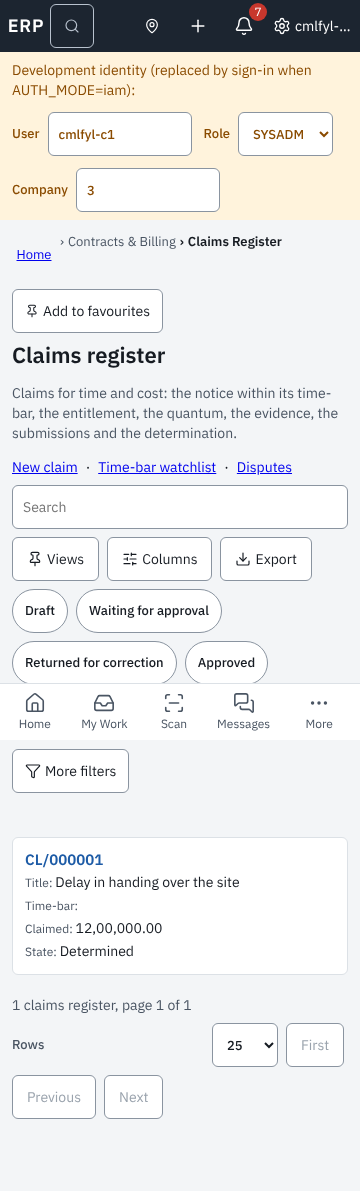 ERP 7 cmlfyl-...
Development identity (replaced by sign-in when
AUTH_MODE=iam):
User cmlfyl-c1 Role SYSADM
Company 3
Home › Contracts & Billing › Claims Register
Add to favourites
Claims register
Claims for time and cost: the notice within its time-
bar, the entitlement, the quantum, the evidence, the
submissions and the determination.
New claim · Time-bar watchlist · Disputes
Search
Views Columns Export
Draft Waiting for approval
Returned for correction Approved
Home My Work Scan Messages More
More filters
CL/000001
Title: Delay in handing over the site
Time-bar:
Claimed: 12,00,000.00
State: Determined
1 claims register, page 1 of 1
Rows 25 First
Previous Next